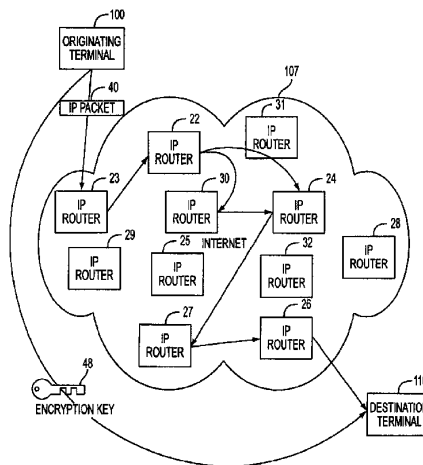 100
ORIGINATING
TERMINAL
40
IP PACKET
107
31
IP
ROUTER
22
IP
ROUTER
23
IP
ROUTER
30
IP
ROUTER
24
IP
ROUTER
29
IP
ROUTER
25
IP
ROUTER
INTERNET
32
IP
ROUTER
28
IP
ROUTER
27
IP
ROUTER
26
IP
ROUTER
48
ENCRYPTION KEY
DESTINATION
TERMINAL